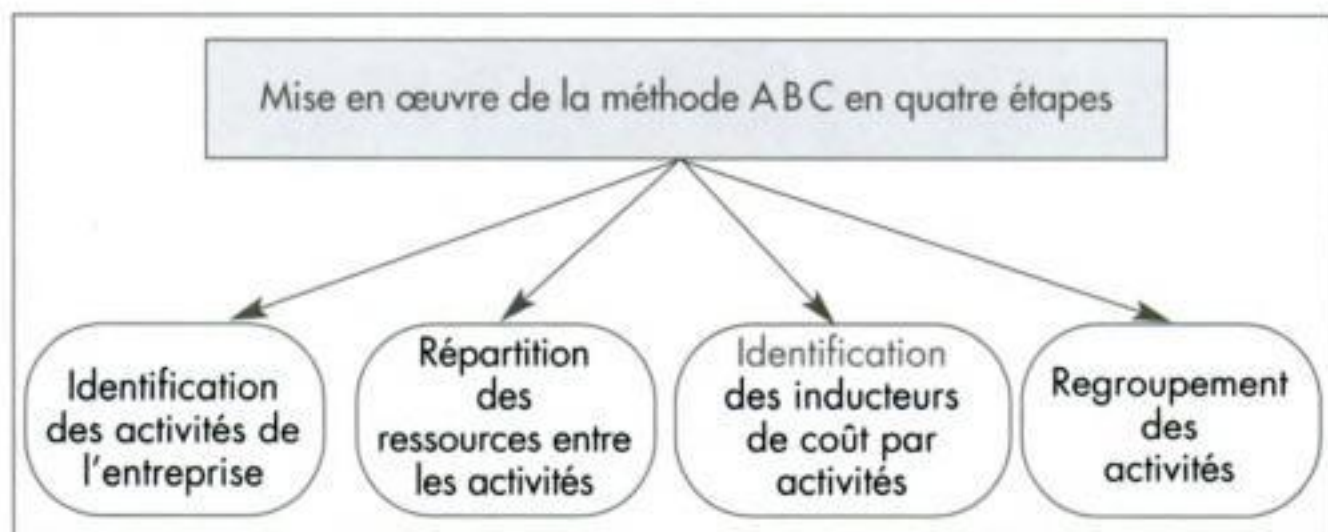 Mise en œuvre de la méthode ABC en quatre étapes
Identification
des activités de
l'entreprise
Répartition
des
ressources entre
les activités
Identification
des inducteurs
de coût par
activités
Regroupement
des
activités